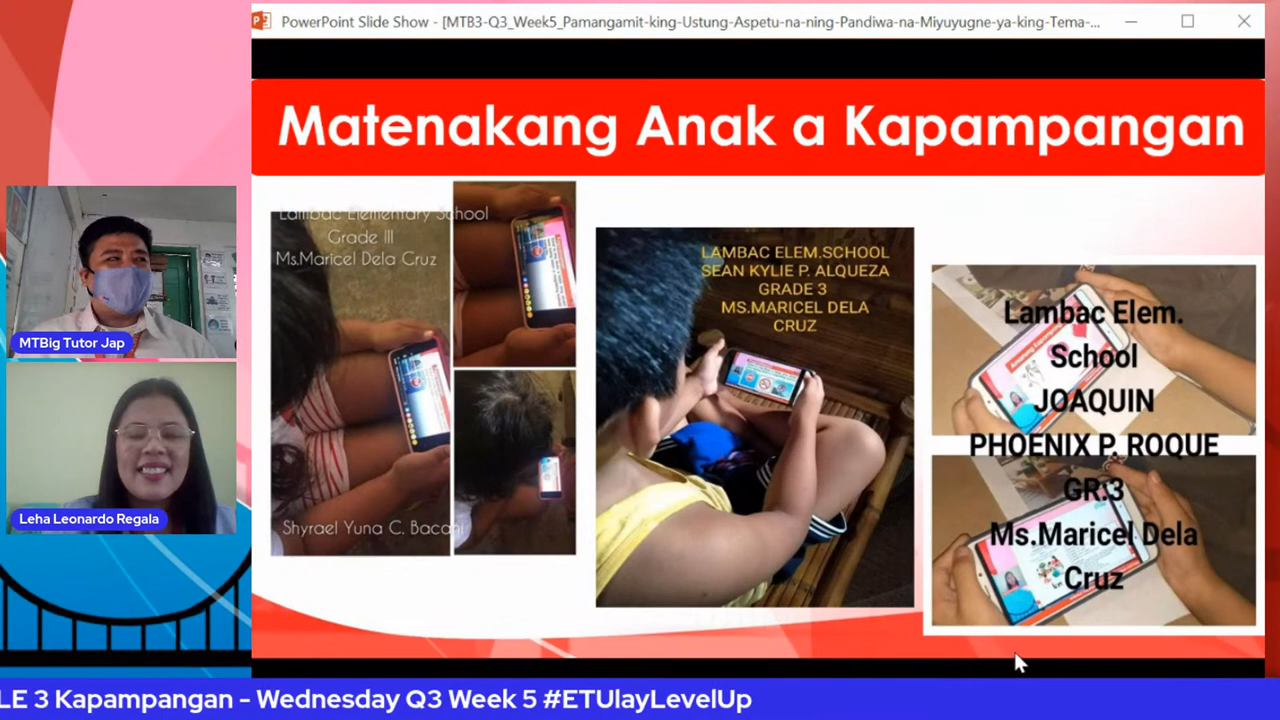 PowerPoint Slide Show - [MTB3-Q3_Week5_Pamangamit-king-Ustung-Aspetu-na-ning-Pandiwa-na-Miyuyugne-ya-king-Tema-...
Matenakang Anak a Kapampangan
Lambac Elementary School
Grade III
Ms.Maricel Dela Cruz
Shyrael Yuna C. Bacani
LAMBAC ELEM.SCHOOL
SEAN KYLIE P. ALQUEZA
GRADE 3
MS.MARICEL DELA
CRUZ
Lambac Elem.
School
JOAQUIN
PHOENIX P. ROQUE
GR.3
Ms.Maricel Dela
Cruz
MTBig Tutor Jap
Leha Leonardo Regala
LE 3 Kapampangan - Wednesday Q3 Week 5 #ETUlayLevelUp